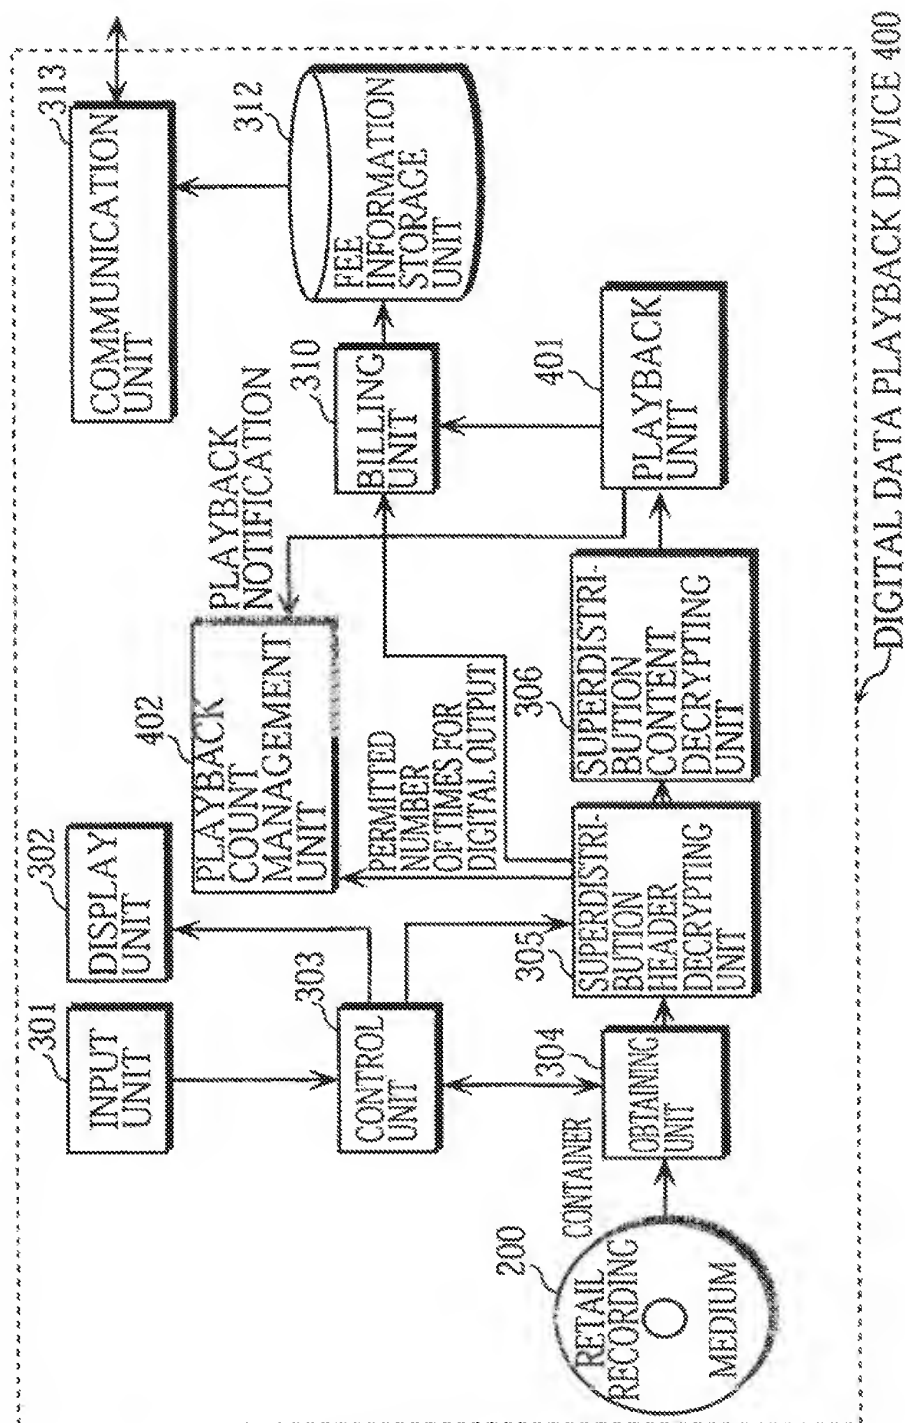 301
INPUT
UNIT
302
DISPLAY
UNIT
313
COMMUNICATION
UNIT
402
PLAYBACK
COUNT
MANAGEMENT
UNIT
PLAYBACK
NOTIFICATION
312
FEE
INFORMATION
STORAGE
UNIT
303
CONTROL
UNIT
PERMITTED
NUMBER
OF TIMES FOR
DIGITAL OUTPUT
310
BILLING
UNIT
200
RETAIL
RECORDING
MEDIUM
CONTAINER
304
OBTAINING
UNIT
305
SUPERDISTRI-
BUTION
HEADER
DECRYPTING
UNIT
306
SUPERDISTRI-
BUTION
CONTENT
DECRYPTING
UNIT
401
PLAYBACK
UNIT
DIGITAL DATA PLAYBACK DEVICE 400